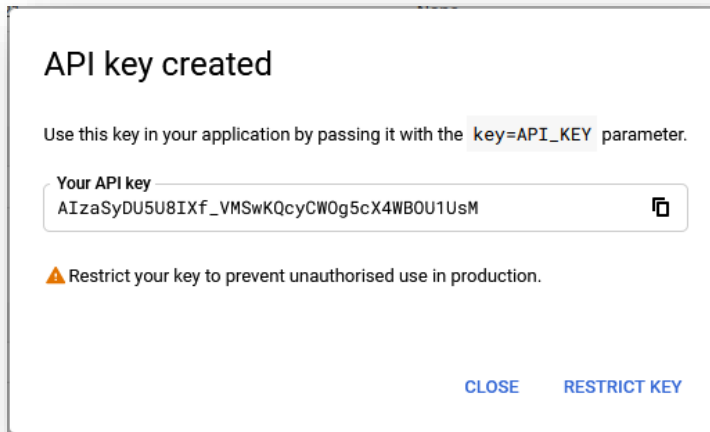 API key created
Use this key in your application by passing it with the key=API_KEY parameter.
Your API key
AIzaSyDU5U8IXf_VMSwKQcyCWOg5cX4WBOU1UsM
Restrict your key to prevent unauthorised use in production.
CLOSE RESTRICT KEY